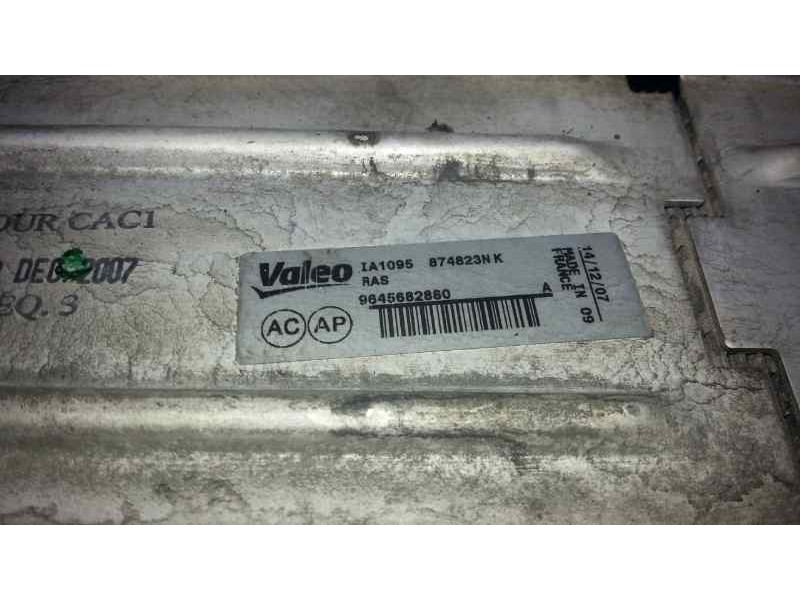 OUR CAC1
DEC 2007
EQ. 3
Valeo
IA1095 874823NK
RAS
9645682880 A
AC AP
14/12/07
MADE IN 09
FRANCE